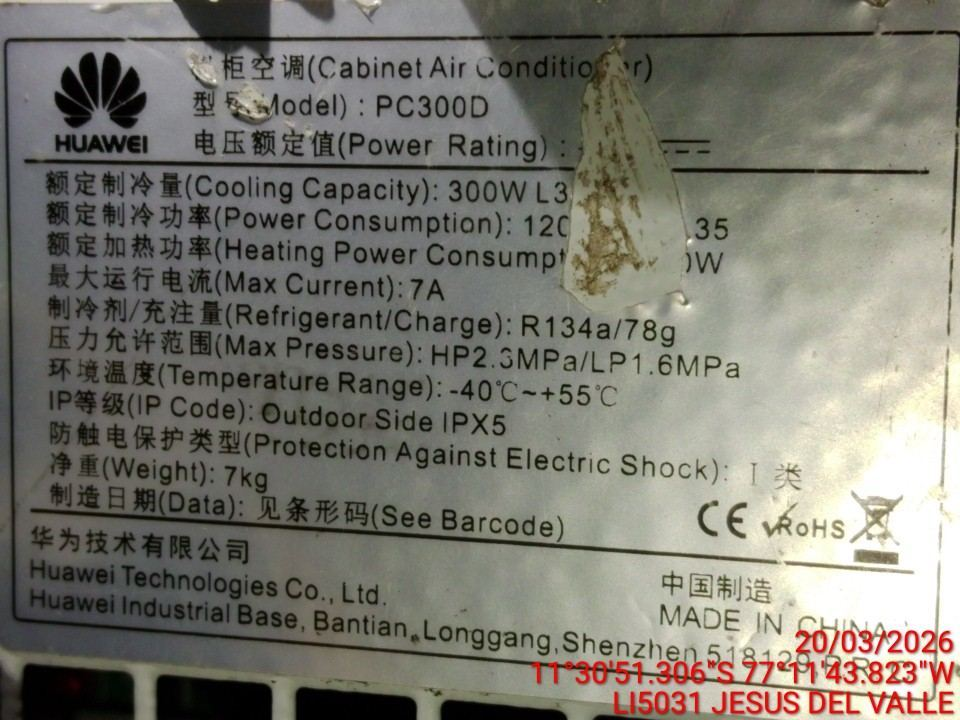 HUAWEI
柜空调(Cabinet Air
型号(Model) : PC300D
电压额定值(Power Rating) :
额定制冷量(Cooling Capacity): 300W
额定制冷功率(Power Consumption):
额定加热功率(Heating Power
最大运行电流(Max Current): 7A
制冷剂/充注量(Refrigerant/Charge): R134a/78g
压力允许范围(Max Pressure): HP2.3MPa/LP1.6MPa
环境温度(Temperature Range): -40℃~+55℃
IP等级(IP Code): Outdoor Side IPX5
防触电保护类型(Protection Against Electric Shock): I 类
净重(Weight): 7kg
制造日期(Data): 见条形码(See Barcode)
CE RoHS
华为技术有限公司
Huawei Technologies Co., Ltd.
Huawei Industrial Base, Bantian, Longgang, Shenzhen 518129
中国制造
MADE IN CHINA
20/03/2026
11°30'51.306"S 77°11'43.823"W
LI5031 JESUS DEL VALLE